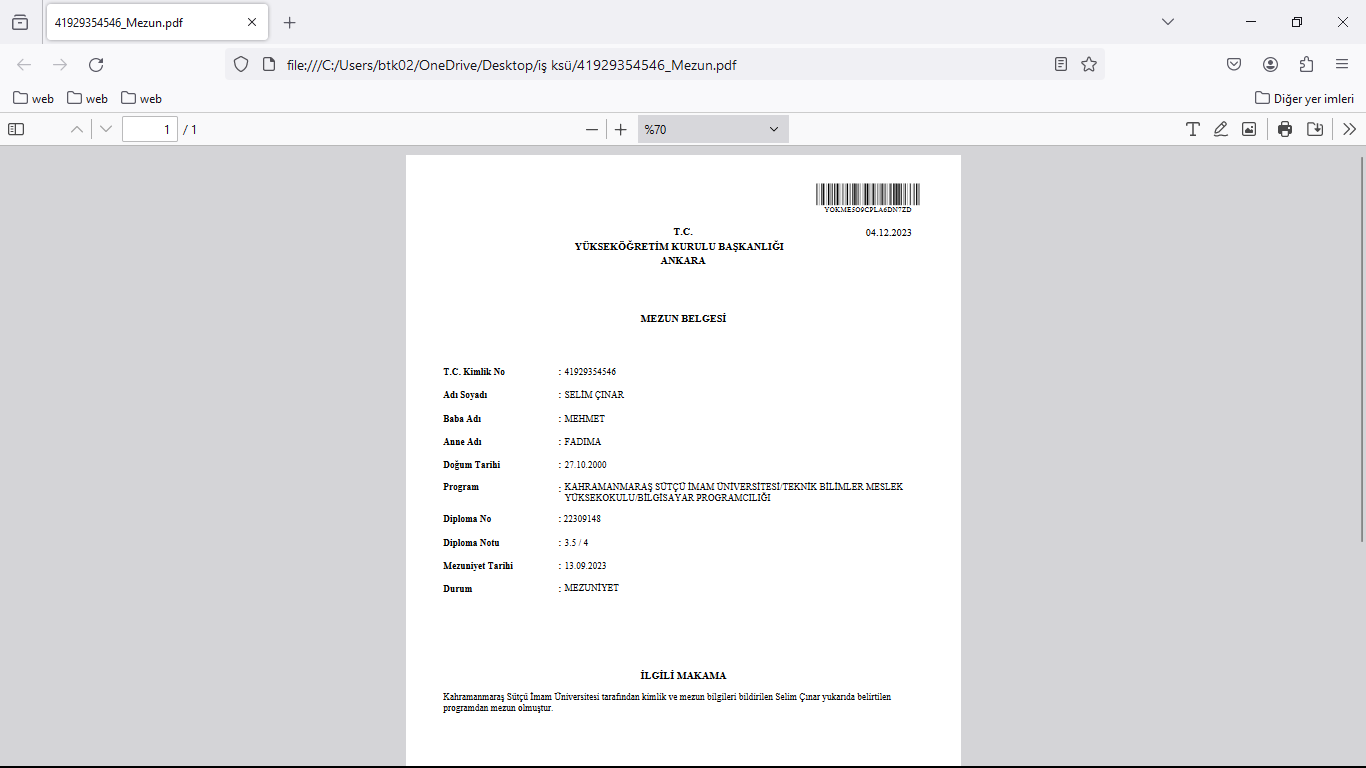 41929354546_Mezun.pdf
file:///C:/Users/btk02/OneDrive/Desktop/iş ksü/41929354546_Mezun.pdf
web web web Diğer yer imleri
1 / 1 %70
YOKME5O9CPLA6DN7ZD
04.12.2023
T.C.
YÜKSEKÖĞRETİM KURULU BAŞKANLIĞI
ANKARA
MEZUN BELGESİ
T.C. Kimlik No : 41929354546
Adı Soyadı : SELİM ÇINAR
Baba Adı : MEHMET
Anne Adı : FADIMA
Doğum Tarihi : 27.10.2000
Program : KAHRAMANMARAŞ SÜTÇÜ İMAM ÜNİVERSİTESİ/TEKNİK BİLİMLER MESLEK
YÜKSEKOKULU/BİLGİSAYAR PROGRAMCILIĞI
Diploma No : 22309148
Diploma Notu : 3.5 / 4
Mezuniyet Tarihi : 13.09.2023
Durum : MEZUNİYET
İLGİLİ MAKAMA
Kahramanmaraş Sütçü İmam Üniversitesi tarafından kimlik ve mezun bilgileri bildirilen Selim Çınar yukarıda belirtilen
programdan mezun olmuştur.